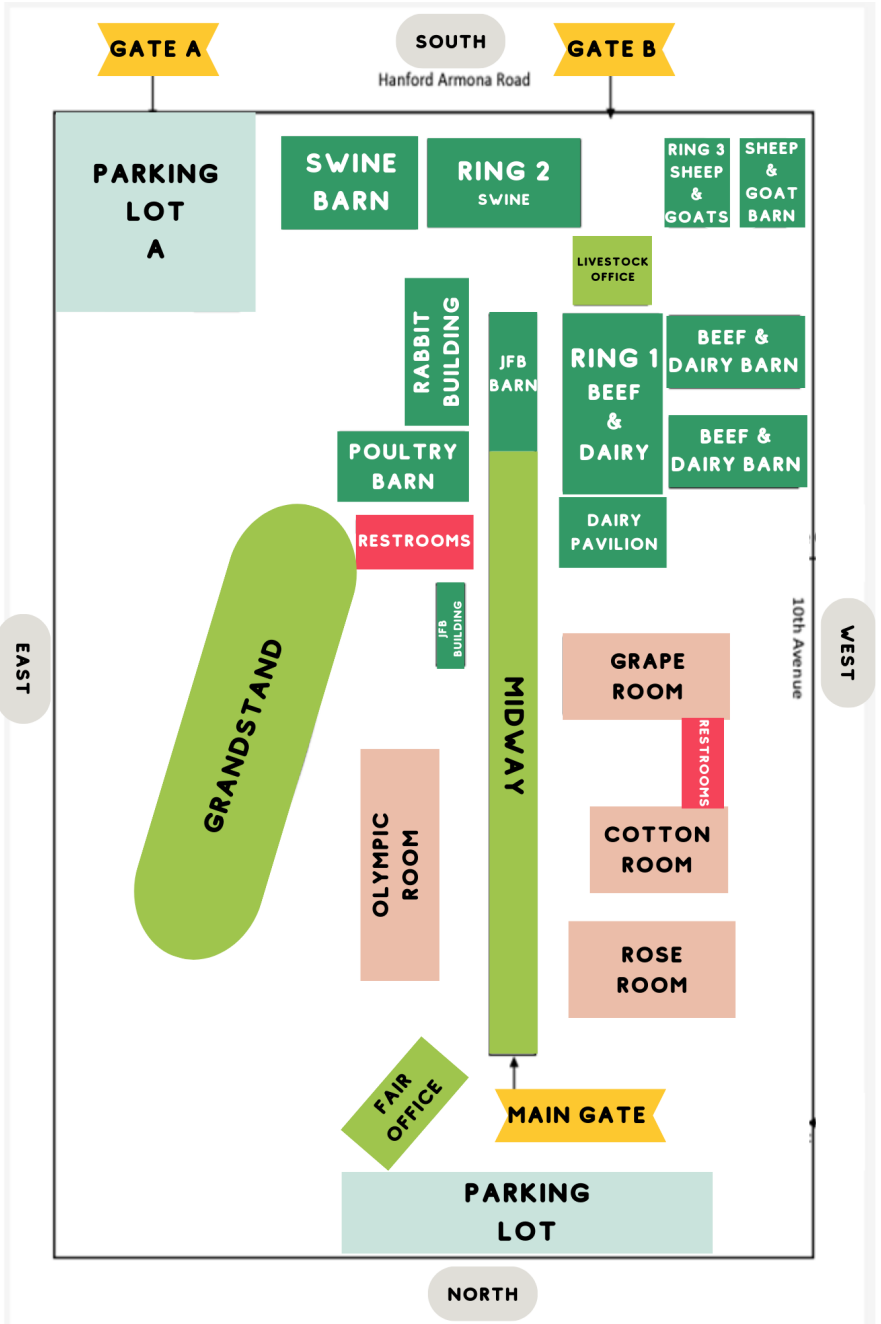 GATE A
SOUTH
GATE B
Hanford Armona Road
PARKING
LOT
A
SWINE
BARN
RING 2
SWINE
RING 3
SHEEP
&
GOATS
SHEEP
&
GOAT
BARN
LIVESTOCK
OFFICE
RABBIT
BUILDING
JFB
BARN
RING 1
BEEF
&
DAIRY
BEEF &
DAIRY BARN
BEEF &
DAIRY BARN
POULTRY
BARN
RESTROOMS
DAIRY
PAVILION
JFB
BUILDING
EAST
GRANDSTAND
MIDWAY
GRAPE
ROOM
10th Avenue
WEST
RESTROOMS
OLYMPIC
ROOM
COTTON
ROOM
ROSE
ROOM
FAIR
OFFICE
MAIN GATE
PARKING
LOT
NORTH